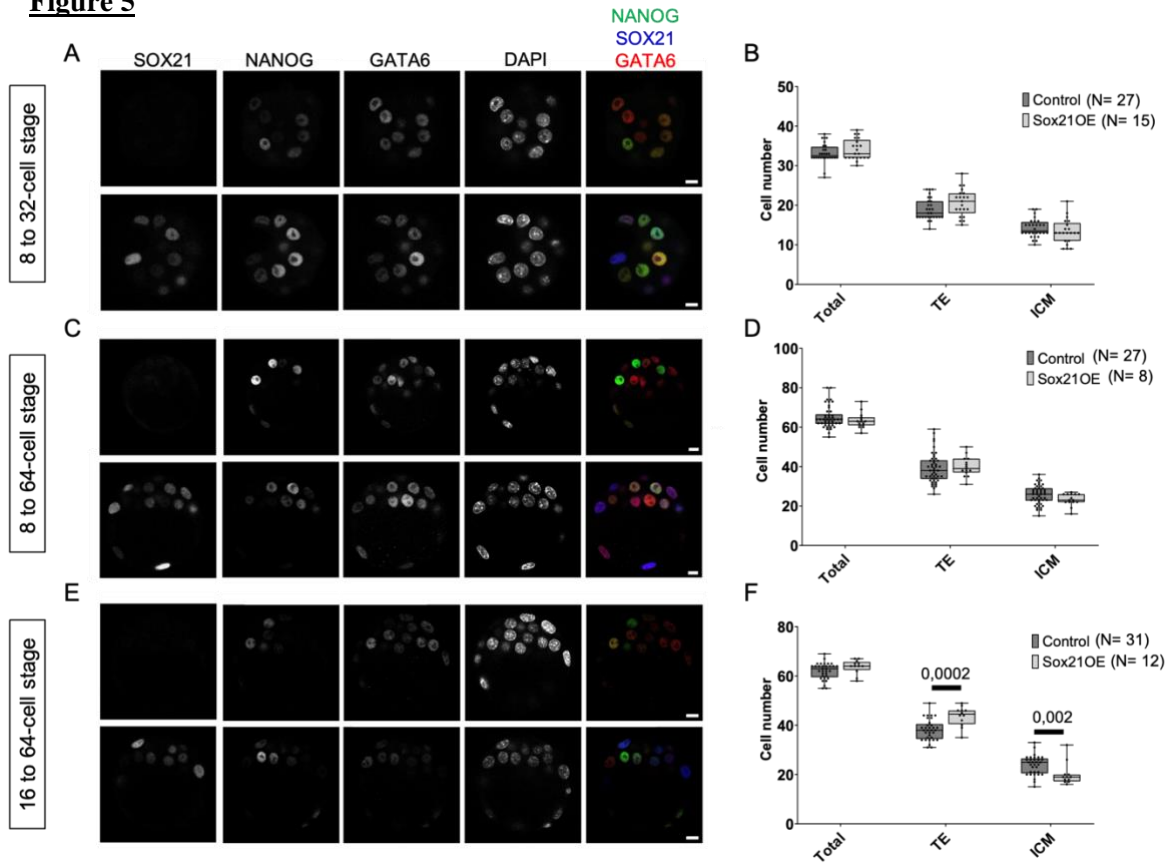 Figure 5
NANOG
SOX21
A SOX21 NANOG GATA6 DAPI GATA6
8 to 32-cell stage
B
50
40
30
20
10
0
Cell number
Control (N= 27)
Sox21OE (N= 15)
Total TE ICM
C
8 to 64-cell stage
D
100
80
60
40
20
0
Cell number
Control (N= 27)
Sox21OE (N= 8)
Total TE ICM
E
16 to 64-cell stage
F
80
60
40
20
0
Cell number
Control (N= 31)
Sox21OE (N= 12)
0,0002
0,002
Total TE ICM